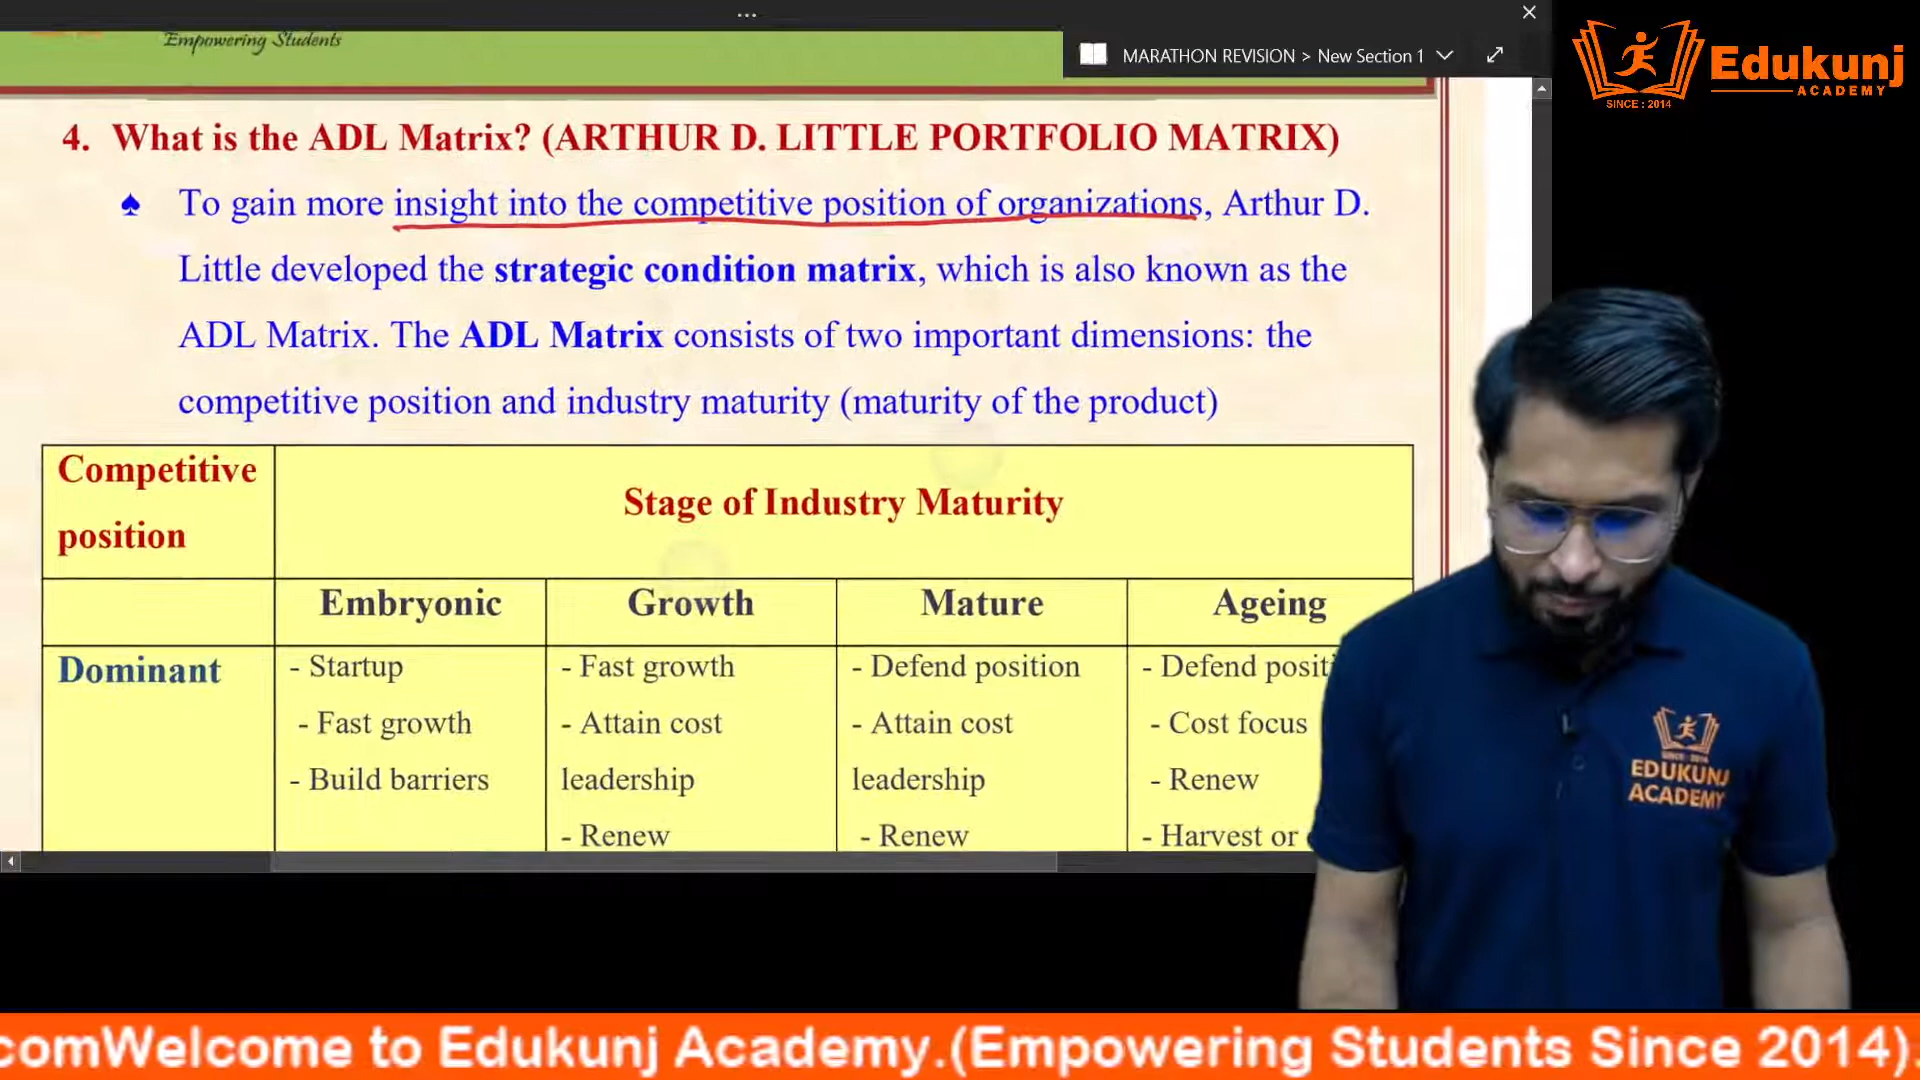 Empowering Students
MARATHON REVISION > New Section 1
Edukunj
ACADEMY
SINCE : 2014
4. What is the ADL Matrix? (ARTHUR D. LITTLE PORTFOLIO MATRIX)
♠ To gain more insight into the competitive position of organizations, Arthur D.
Little developed the strategic condition matrix, which is also known as the
ADL Matrix. The ADL Matrix consists of two important dimensions: the
competitive position and industry maturity (maturity of the product)
Competitive
position
Stage of Industry Maturity
Embryonic Growth Mature Ageing
Dominant
- Startup
- Fast growth
- Build barriers
- Fast growth
- Attain cost
leadership
- Renew
- Defend position
- Attain cost
leadership
- Renew
- Defend positi
- Cost focus
- Renew
- Harvest or
EDUKUNJ
ACADEMY
comWelcome to Edukunj Academy.(Empowering Students Since 2014).